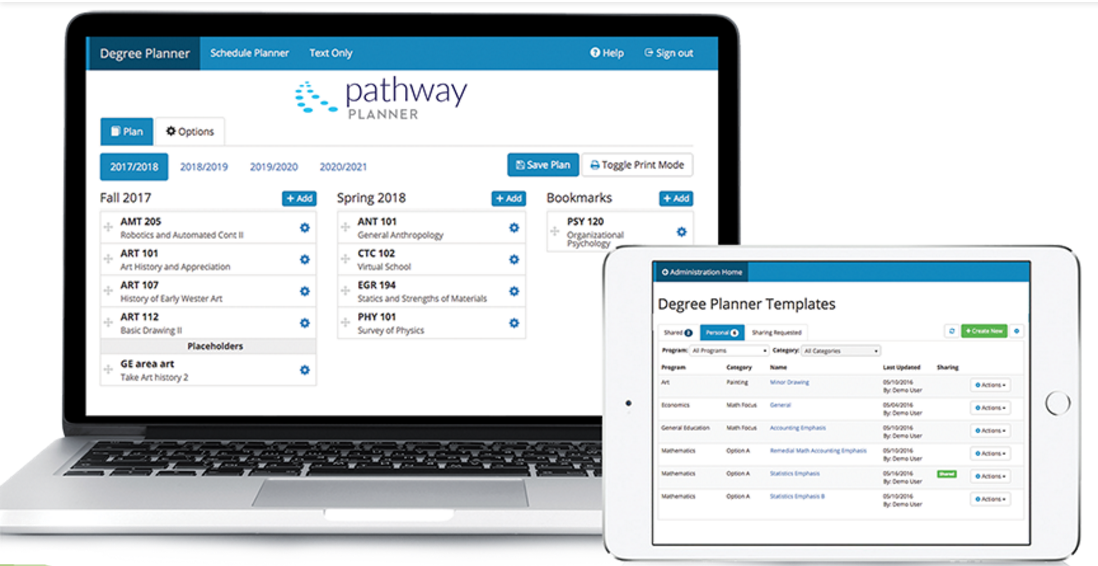 Degree Planner Schedule Planner Text Only Help Sign out
pathway
PLANNER
Plan Options
2017/2018 2018/2019 2019/2020 2020/2021 Save Plan Toggle Print Mode
Fall 2017 + Add
AMT 205
Robotics and Automated Cont II
ART 101
Art History and Appreciation
ART 107
History of Early Wester Art
ART 112
Basic Drawing II
Placeholders
GE area art
Take Art history 2
Spring 2018 + Add
ANT 101
General Anthropology
CTC 102
Virtual School
EGR 194
Statics and Strengths of Materials
PHY 101
Survey of Physics
Bookmarks + Add
PSY 120
Organizational
Psychology
Administration Home
Degree Planner Templates
Shared 2 Personal 6 Sharing Requested + Create New
Program: All Programs Category: All Categories
Program Category Name Last Updated Sharing
Art Painting Minor Drawing 05/10/2016 Actions
By: Demo User
Economics Math Focus General 05/04/2016 Actions
By: Demo User
General Education Math Focus Accounting Emphasis 05/10/2016 Actions
By: Demo User
Mathematics Option A Remedial Math Accounting Emphasis 05/10/2016 Actions
By: Demo User
Mathematics Option A Statistics Emphasis 05/16/2016 Shared Actions
By: Demo User
Mathematics Option A Statistics Emphasis B 05/10/2016 Actions
By: Demo User